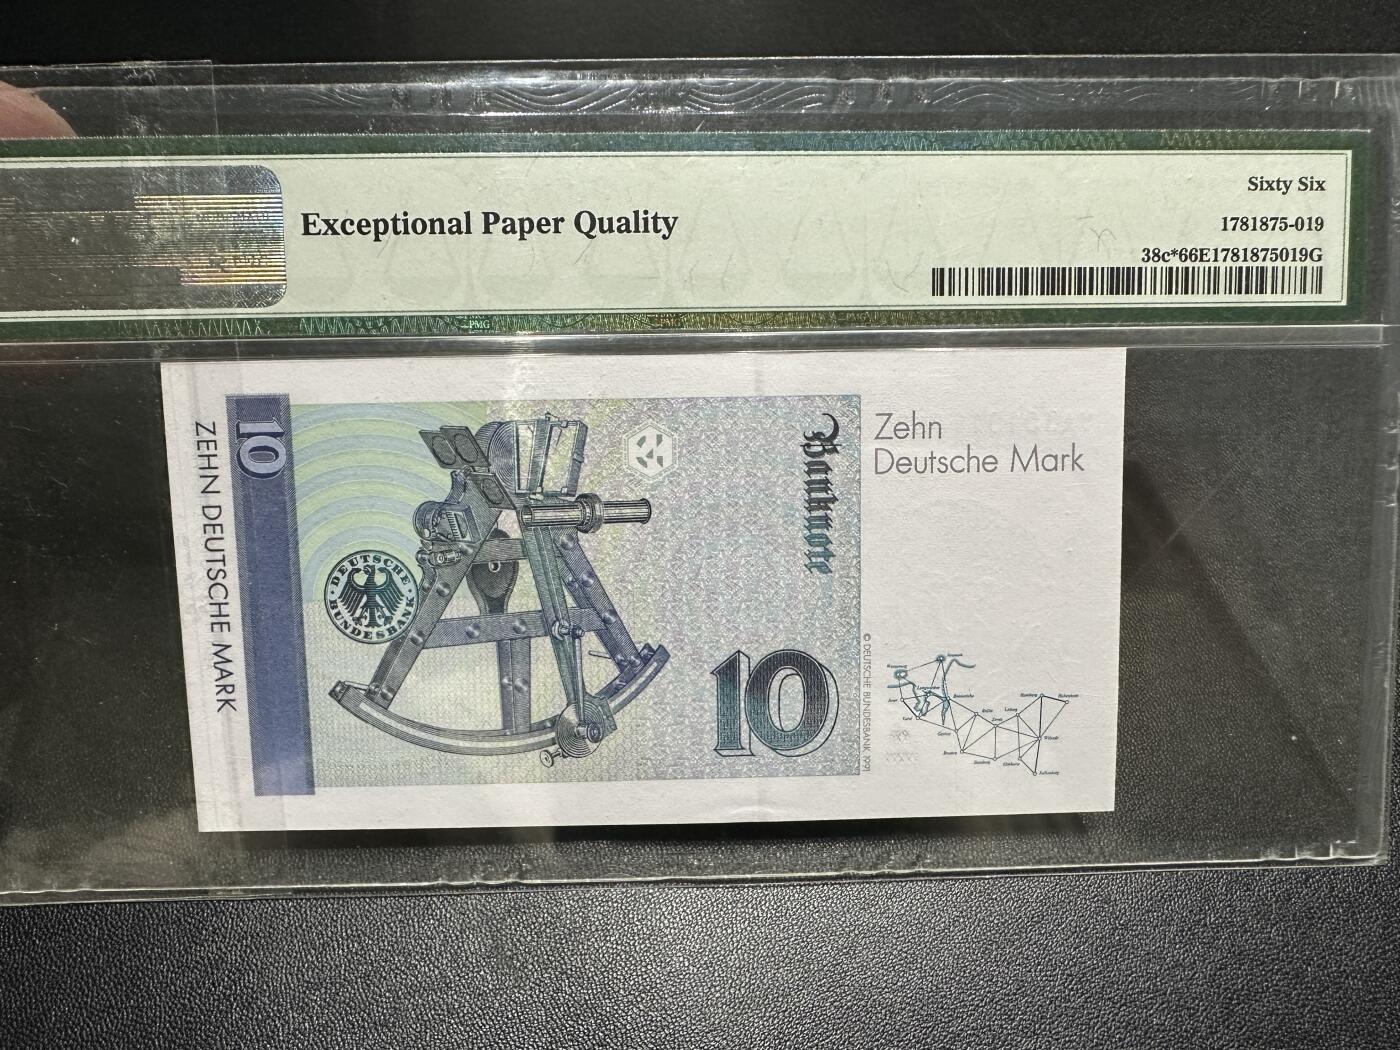 Exceptional Paper Quality
Sixty Six
1781875-019
38c*66E1781875019G
PMG
10
ZEHN DEUTSCHE MARK
DEUTSCHE BUNDESBANK
Banknote
Zehn
Deutsche Mark
10
© DEUTSCHE BUNDESBANK 1991